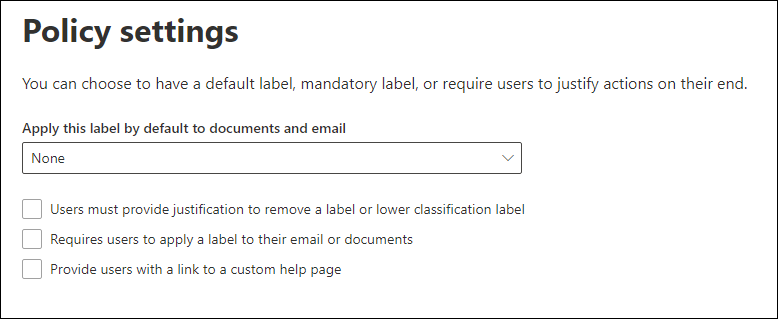 Policy settings
You can choose to have a default label, mandatory label, or require users to justify actions on their end.
Apply this label by default to documents and email
None
Users must provide justification to remove a label or lower classification label
Requires users to apply a label to their email or documents
Provide users with a link to a custom help page